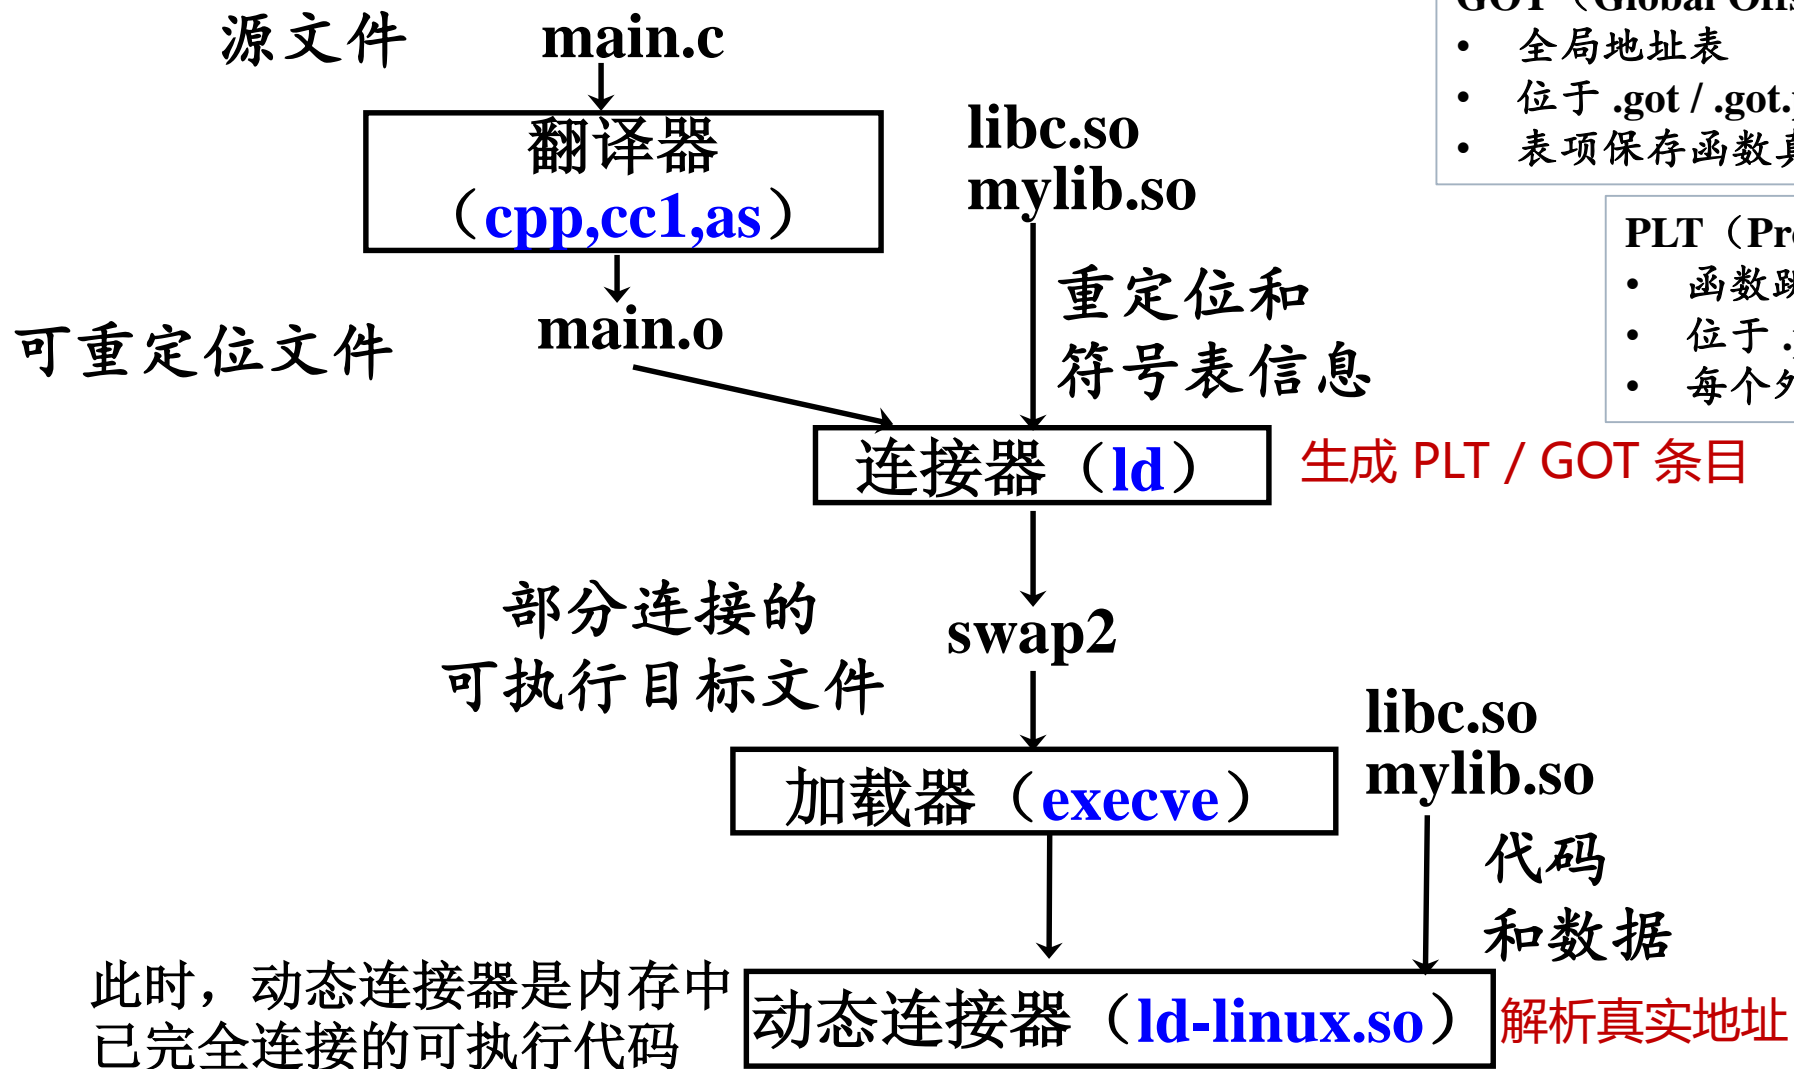 源文件
main.c
翻译器
（cpp,cc1,as）
可重定位文件
main.o
libc.so
mylib.so
重定位和
符号表信息
GOT（Global
• 全局地址表
• 位于 .got /
• 表项保存函数
PLT
• 函数
• 位于
• 每个
连接器（ld）
生成 PLT / GOT 条目
部分连接的
可执行目标文件
swap2
加载器（execve）
libc.so
mylib.so
代码
和数据
此时，动态连接器是内存中
已完全连接的可执行代码
动态连接器（ld-linux.so）
解析真实地址